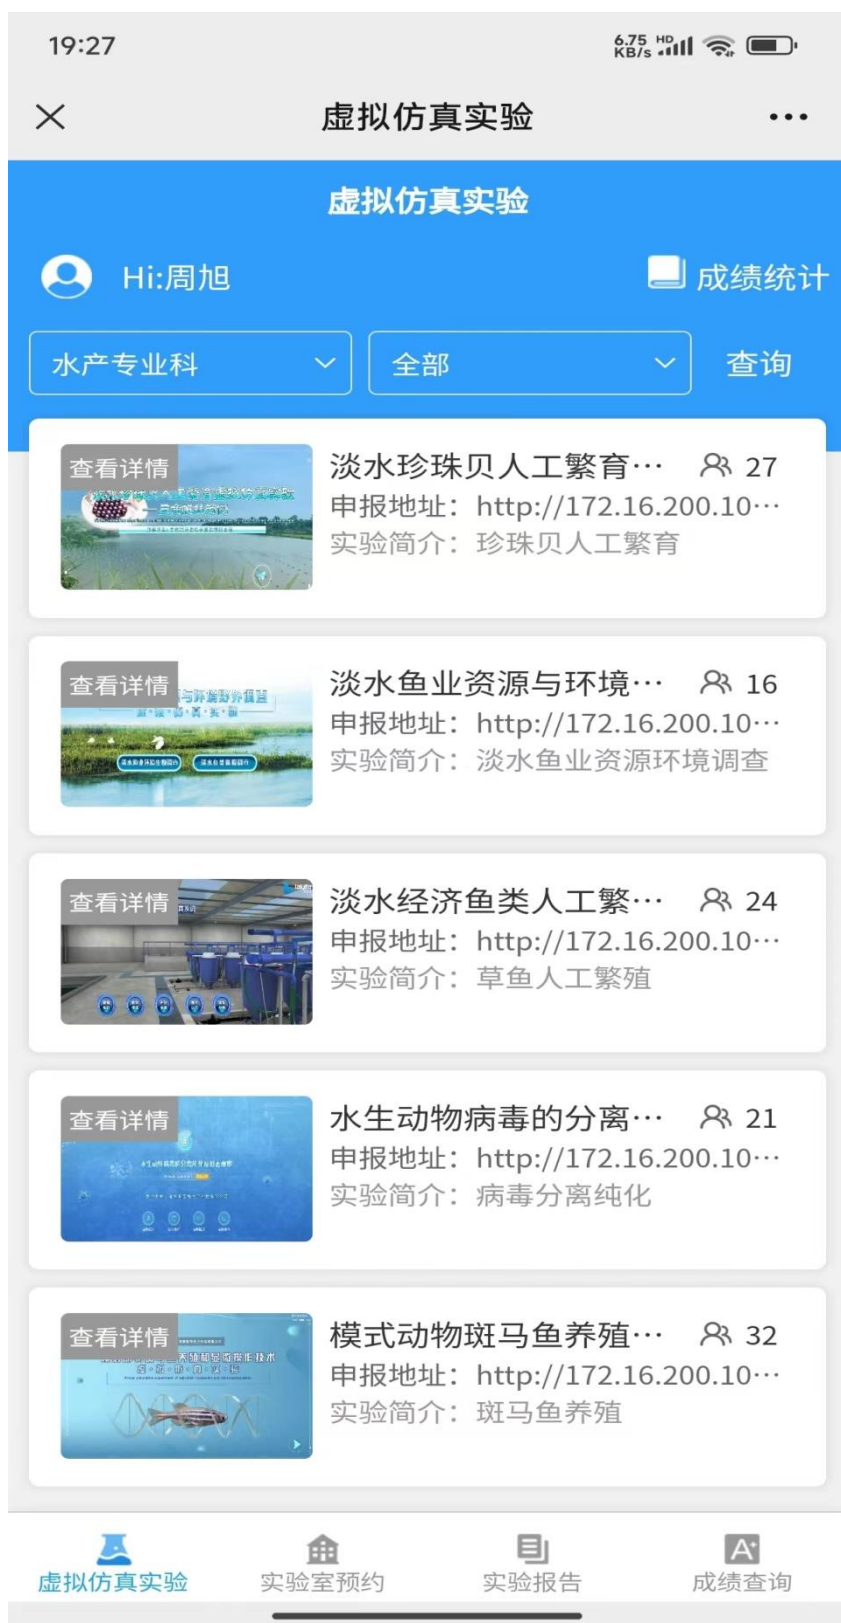 19:27
6.75 KB/s HD
虚拟仿真实验
虚拟仿真实验
Hi:周旭
成绩统计
水产专业科
全部
查询
查看详情
淡水珍珠贝人工繁育… 27
申报地址：http://172.16.200.10…
实验简介：珍珠贝人工繁育
查看详情
淡水鱼业资源与环境… 16
申报地址：http://172.16.200.10…
实验简介：淡水鱼业资源环境调查
查看详情
淡水经济鱼类人工繁… 24
申报地址：http://172.16.200.10…
实验简介：草鱼人工繁殖
查看详情
水生动物病毒的分离… 21
申报地址：http://172.16.200.10…
实验简介：病毒分离纯化
查看详情
模式动物斑马鱼养殖… 32
申报地址：http://172.16.200.10…
实验简介：斑马鱼养殖
虚拟仿真实验
实验室预约
实验报告
成绩查询